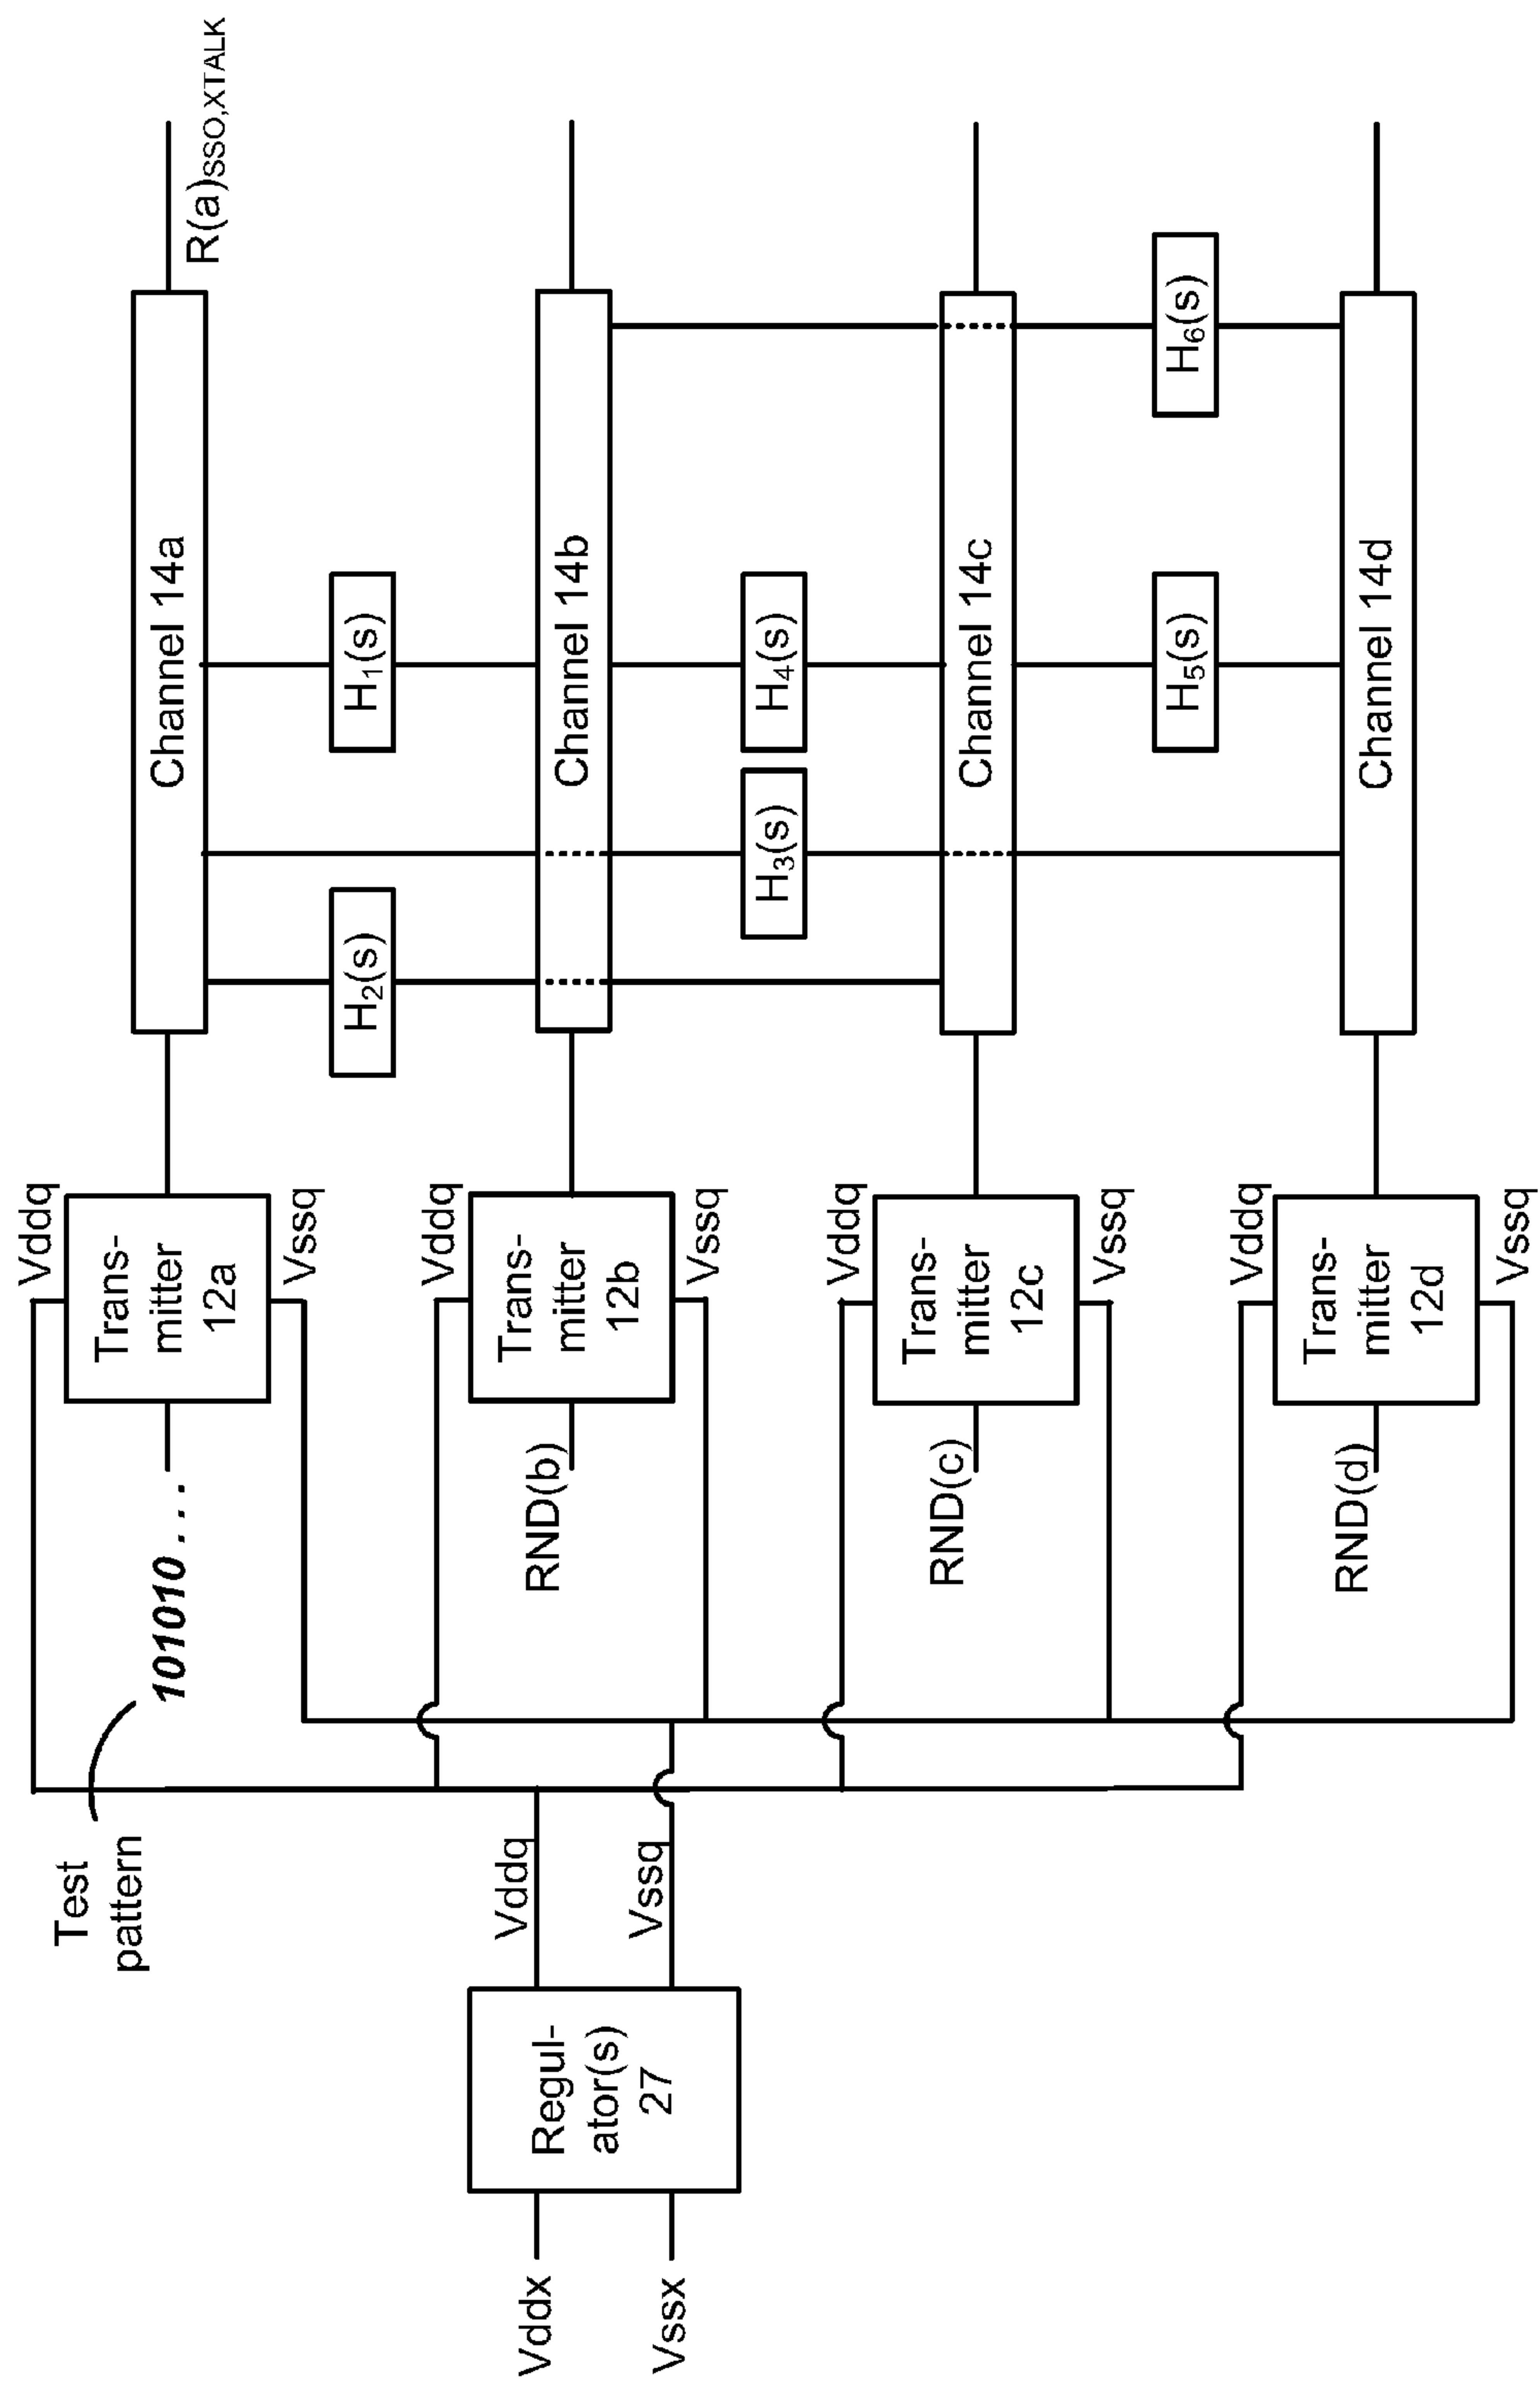 Test
pattern
101010...
Vddq
Trans-
mitter
12a
Vssq
Channel 14a
R(a)SSO,XTALK
H2(s)
H1(s)
Vddx
Vssx
Regul-
ator(s)
27
Vddq
Vssq
RND(b)
Vddq
Trans-
mitter
12b
Vssq
Channel 14b
H3(s)
H4(s)
RND(c)
Vddq
Trans-
mitter
12c
Vssq
Channel 14c
H5(s)
H6(s)
RND(d)
Vddq
Trans-
mitter
12d
Vssq
Channel 14d